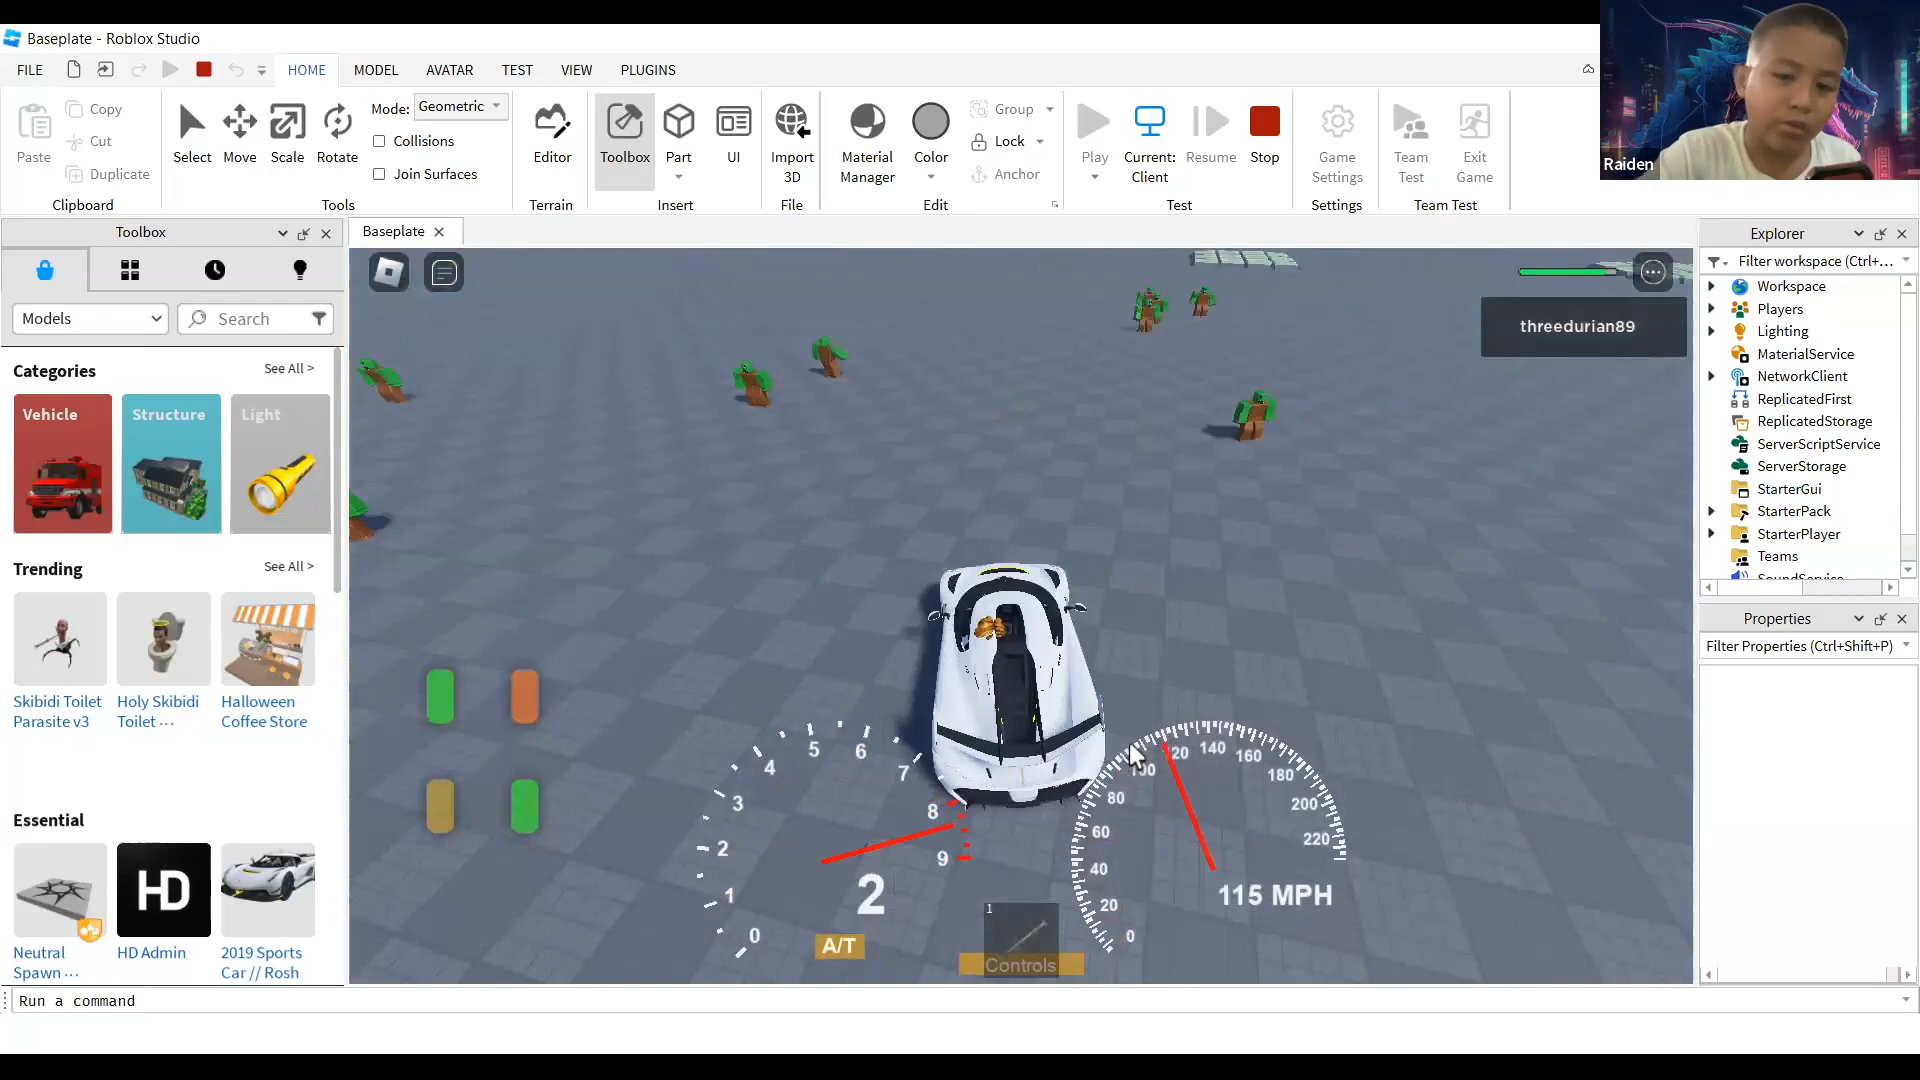 Baseplate - Roblox Studio
FILE
HOME
MODEL
AVATAR
TEST
VIEW
PLUGINS
Paste
Copy
Cut
Duplicate
Clipboard
Select
Move
Scale
Rotate
Mode: Geometric
Collisions
Join Surfaces
Tools
Editor
Terrain
Toolbox
Part
UI
Insert
Import
3D
File
Material
Manager
Color
Group
Lock
Anchor
Edit
Play
Current:
Client
Resume
Stop
Test
Game
Settings
Settings
Team
Test
Exit
Game
Team Test
Raiden
Toolbox
Models
Search
Categories
See All >
Vehicle
Structure
Light
Trending
See All >
Skibidi Toilet
Parasite v3
Holy Skibidi
Toilet ...
Halloween
Coffee Store
Essential
See All >
HD
Neutral
Spawn ...
HD Admin
2019 Sports
Car // Rosh
Baseplate
threedurian89
0
1
2
3
4
5
6
7
8
9
2
A/T
1
Controls
0
20
40
60
80
100
120
140
160
180
200
220
115 MPH
Explorer
Filter workspace (Ctrl+...
Workspace
Players
Lighting
MaterialService
NetworkClient
ReplicatedFirst
ReplicatedStorage
ServerScriptService
ServerStorage
StarterGui
StarterPack
StarterPlayer
Teams
SoundService
Properties
Filter Properties (Ctrl+Shift+P)
Run a command